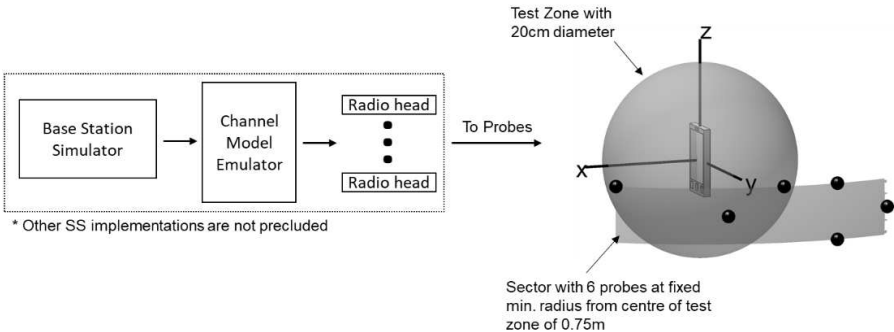 Test Zone with
20cm diameter
z
Base Station
Simulator
Channel
Model
Emulator
Radio head
Radio head
To Probes
x
y
* Other SS implementations are not precluded
Sector with 6 probes at fixed
min. radius from centre of test
zone of 0.75m